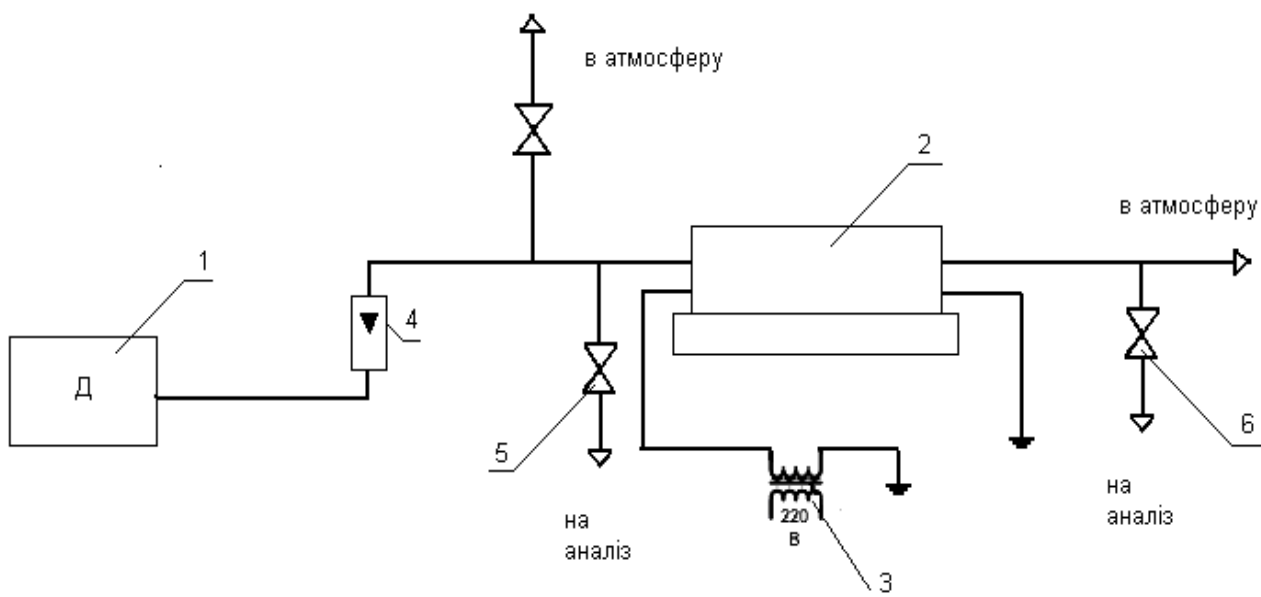 в атмосферу
2
в атмосферу
1
4
Д
5
6
на
аналіз
220
В
на
аналіз
3